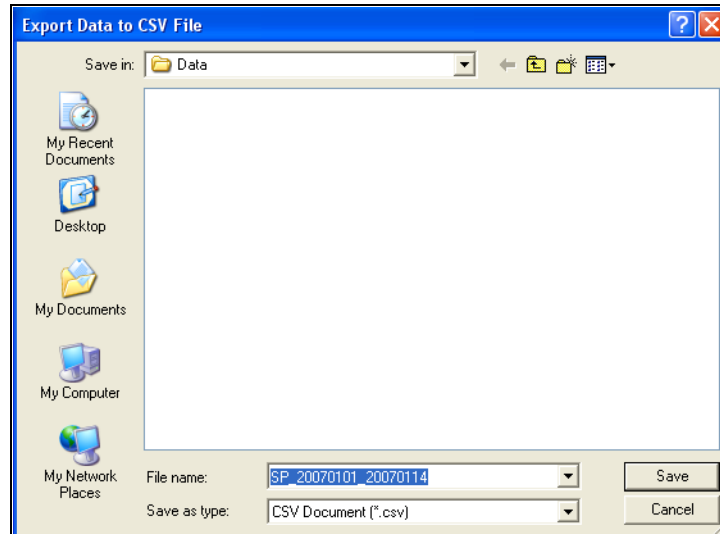 Export Data to CSV File
Save in:
Data
My Recent
Documents
Desktop
My Documents
My Computer
My Network
Places
File name:
SP_20070101_20070114
Save
Save as type:
CSV Document (*.csv)
Cancel